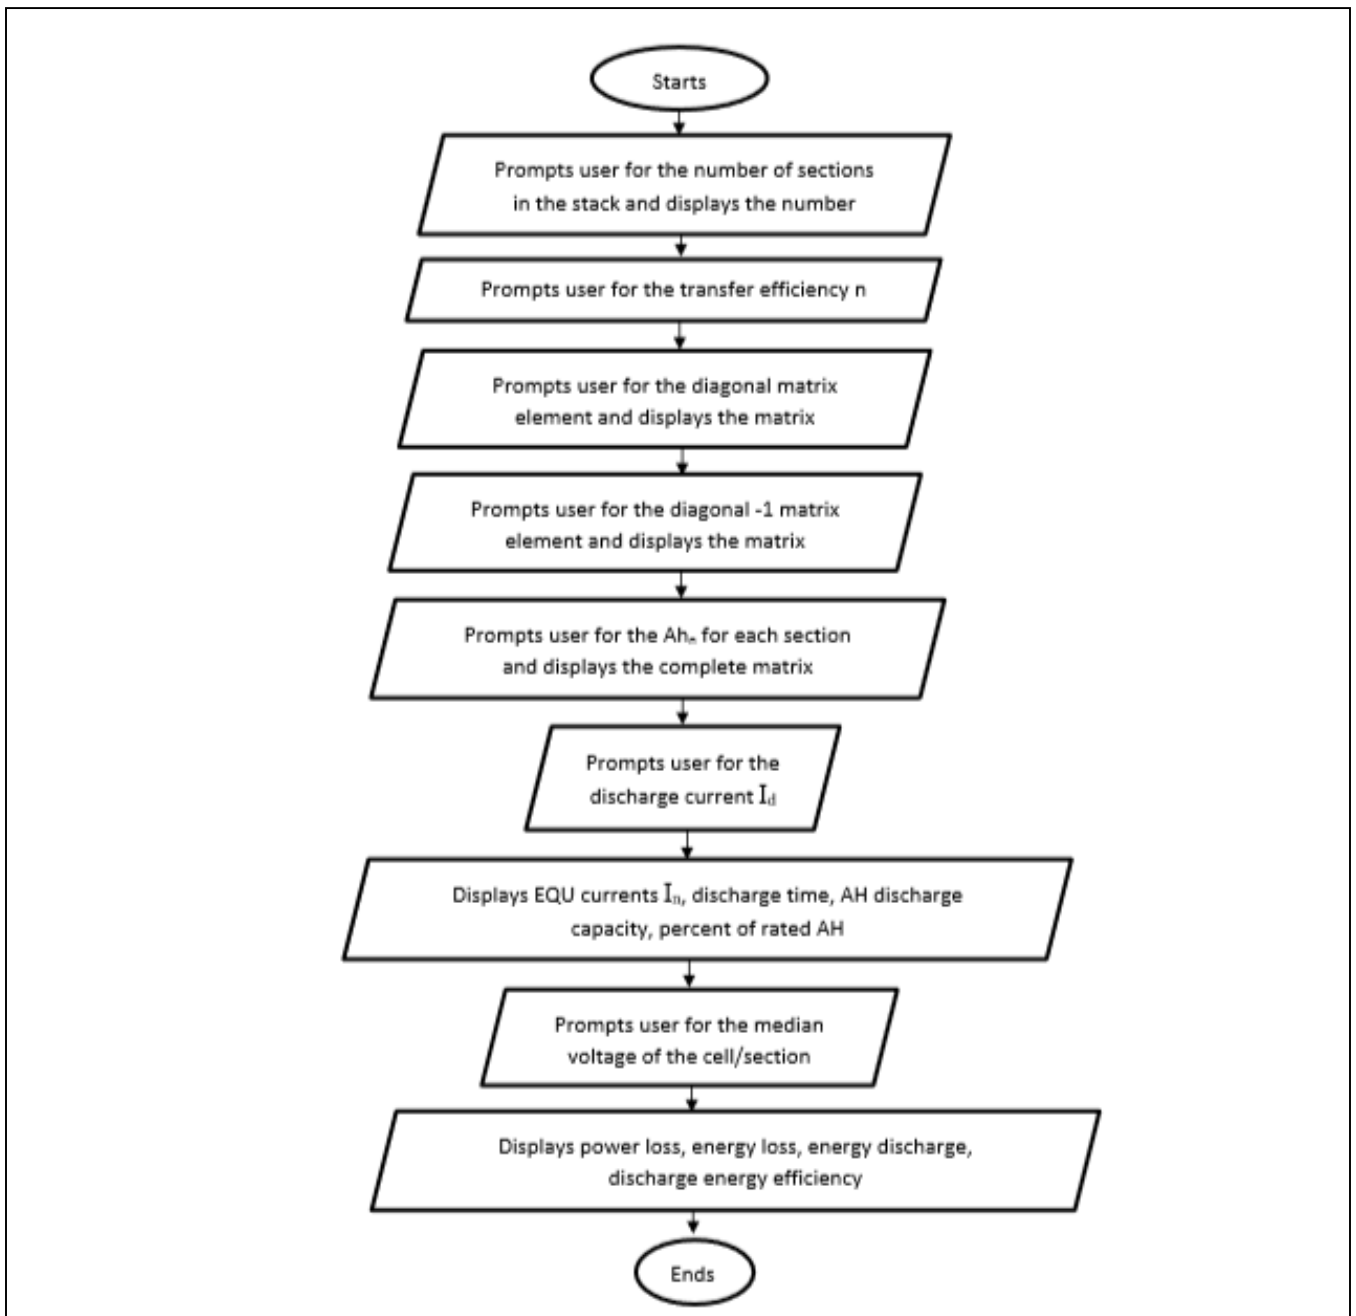 Starts
Prompts user for the number of sections
in the stack and displays the number
Prompts user for the transfer efficiency n
Prompts user for the diagonal matrix
element and displays the matrix
Prompts user for the diagonal -1 matrix
element and displays the matrix
Prompts user for the Ahₙ for each section
and displays the complete matrix
Prompts user for the
discharge current I_d
Displays EQU currents Iₙ, discharge time, AH discharge
capacity, percent of rated AH
Prompts user for the median
voltage of the cell/section
Displays power loss, energy loss, energy discharge,
discharge energy efficiency
Ends